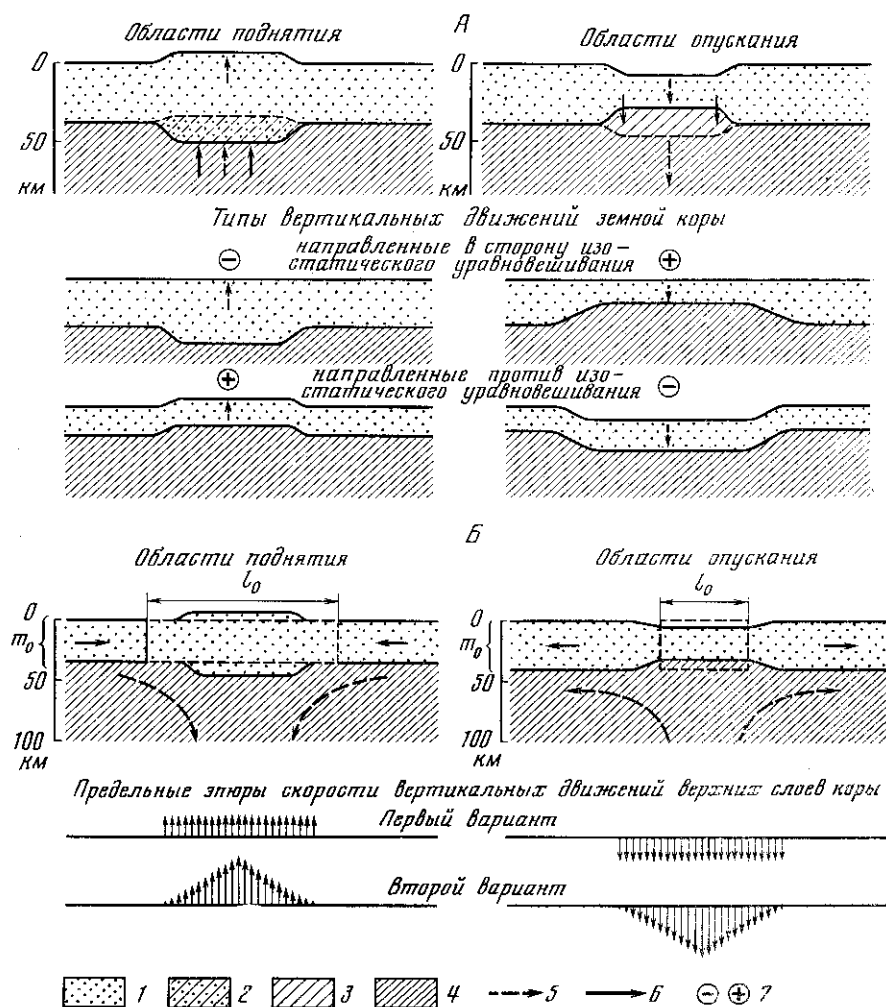 А
Области поднятия
Области опускания
0
50
км
0
50
км
Типы вертикальных движений земной коры
направленные в сторону изо-
статического уравновешивания
− +
направленные против изо-
статического уравновешивания
+ −
Б
Области поднятия
Области опускания
l₀
l₀
0
m₀
50
100
км
0
m₀
50
100
км
Предельные эпюры скорости вертикальных движений верхних слоев коры
Первый вариант
Второй вариант
1 2 3 4 5 6 − + 7